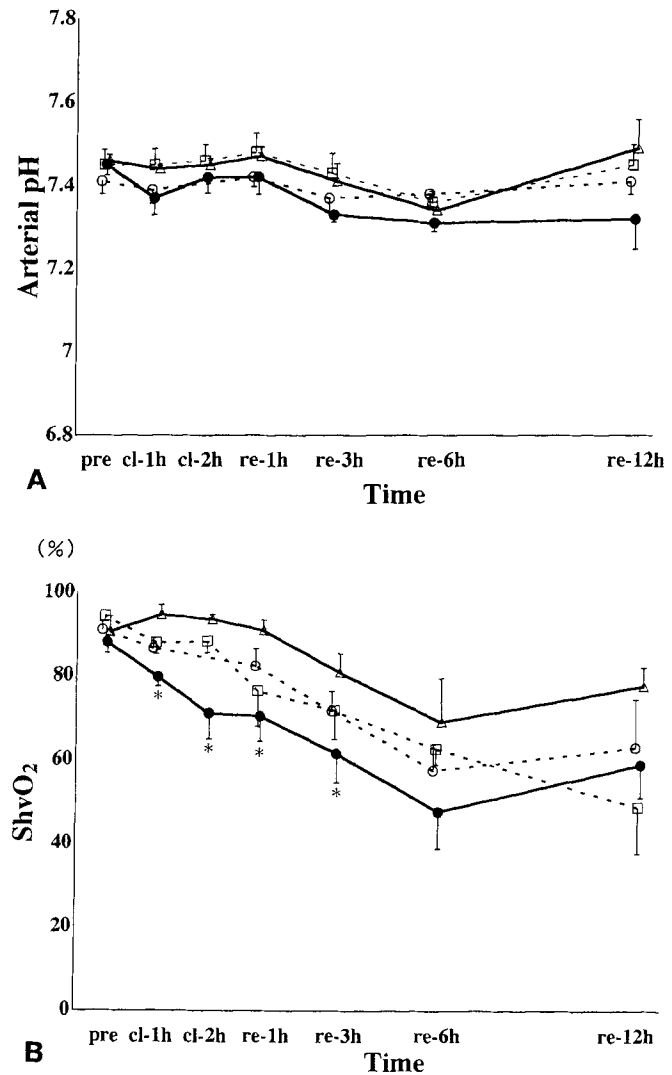 7.8
7.6
7.4
7.2
7
6.8
Arterial pH
pre cl-1h cl-2h re-1h re-3h re-6h re-12h
A
Time
(%)
100
80
60
40
20
0
ShvO2
*
*
*
*
pre cl-1h cl-2h re-1h re-3h re-6h re-12h
B
Time